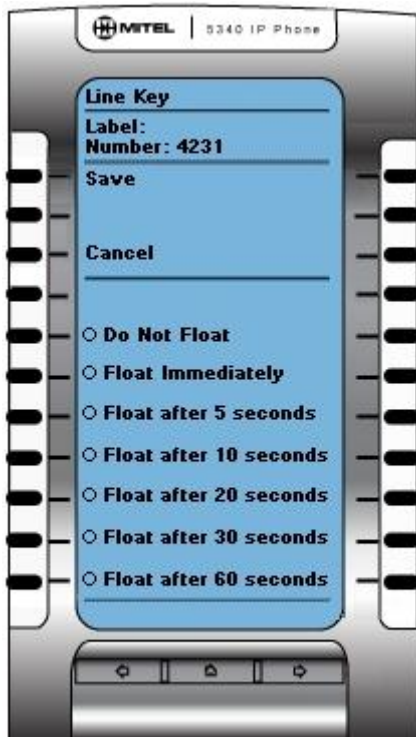 MITEL 5340 IP Phone
Line Key
Label:
Number: 4231
Save
Cancel
Do Not Float
Float Immediately
Float after 5 seconds
Float after 10 seconds
Float after 20 seconds
Float after 30 seconds
Float after 60 seconds